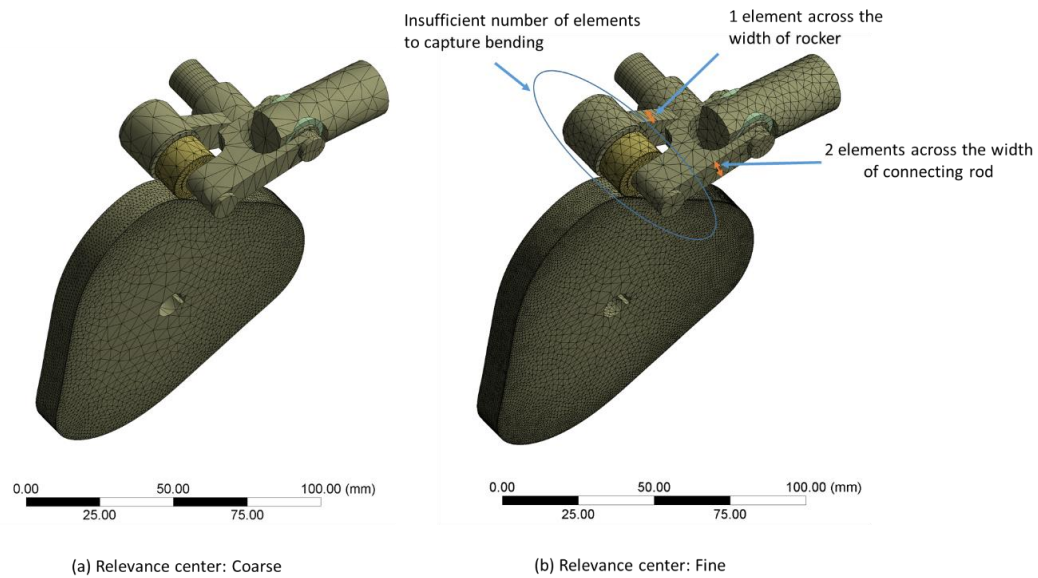 Insufficient number of elements
to capture bending
1 element across the
width of rocker
2 elements across the width
of connecting rod
0.00 50.00 100.00 (mm)
25.00 75.00
0.00 50.00 100.00 (mm)
25.00 75.00
(a) Relevance center: Coarse
(b) Relevance center: Fine